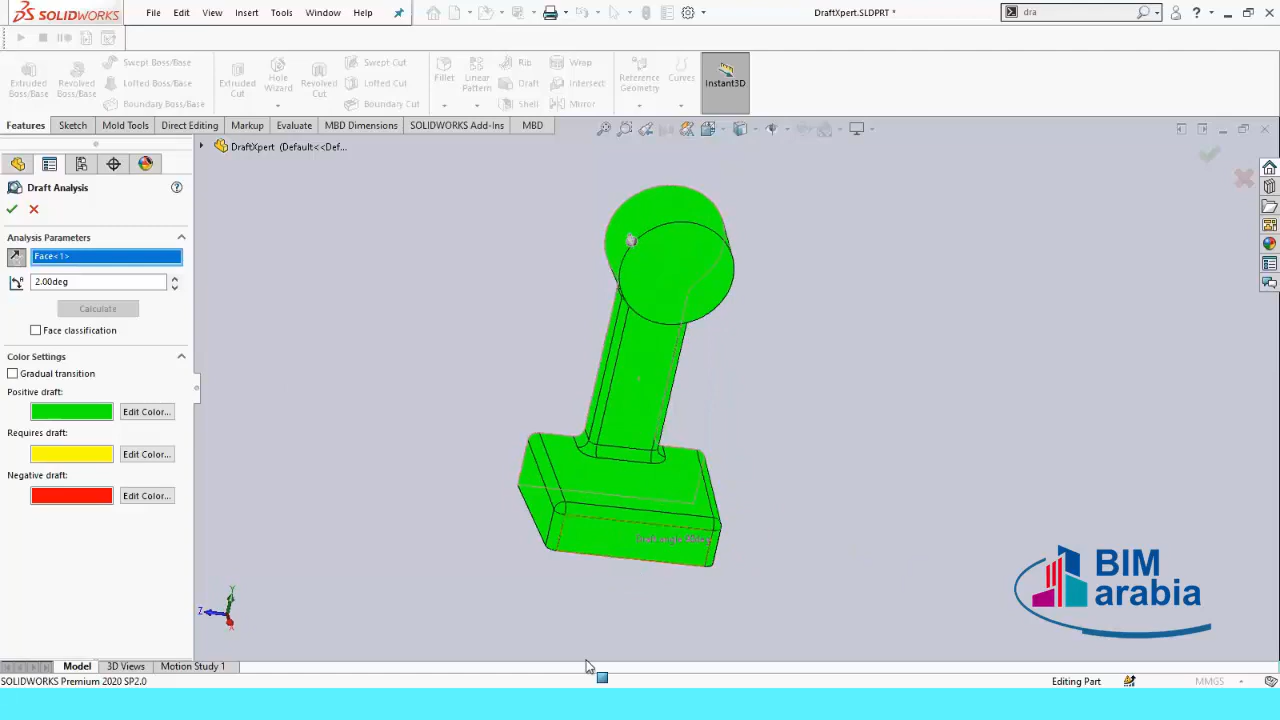 SOLIDWORKS File Edit View Insert Tools Window Help DraftXpert.SLDPRT * dra
Extruded Boss/Base
Revolved Boss/Base
Swept Boss/Base
Lofted Boss/Base
Boundary Boss/Base
Extruded Cut
Hole Wizard
Revolved Cut
Swept Cut
Lofted Cut
Boundary Cut
Fillet
Linear Pattern
Rib
Draft
Shell
Wrap
Intersect
Mirror
Reference Geometry
Curves
Instant3D
Features Sketch Mold Tools Direct Editing Markup Evaluate MBD Dimensions SOLIDWORKS Add-Ins MBD
DraftXpert (Default<<Def...
Draft Analysis
Analysis Parameters
Face<1>
2.00deg
Calculate
Face classification
Color Settings
Gradual transition
Positive draft:
Edit Color...
Requires draft:
Edit Color...
Negative draft:
Edit Color...
Y
Z
X
BIM
arabia
Model 3D Views Motion Study 1
SOLIDWORKS Premium 2020 SP2.0 Editing Part MMGS